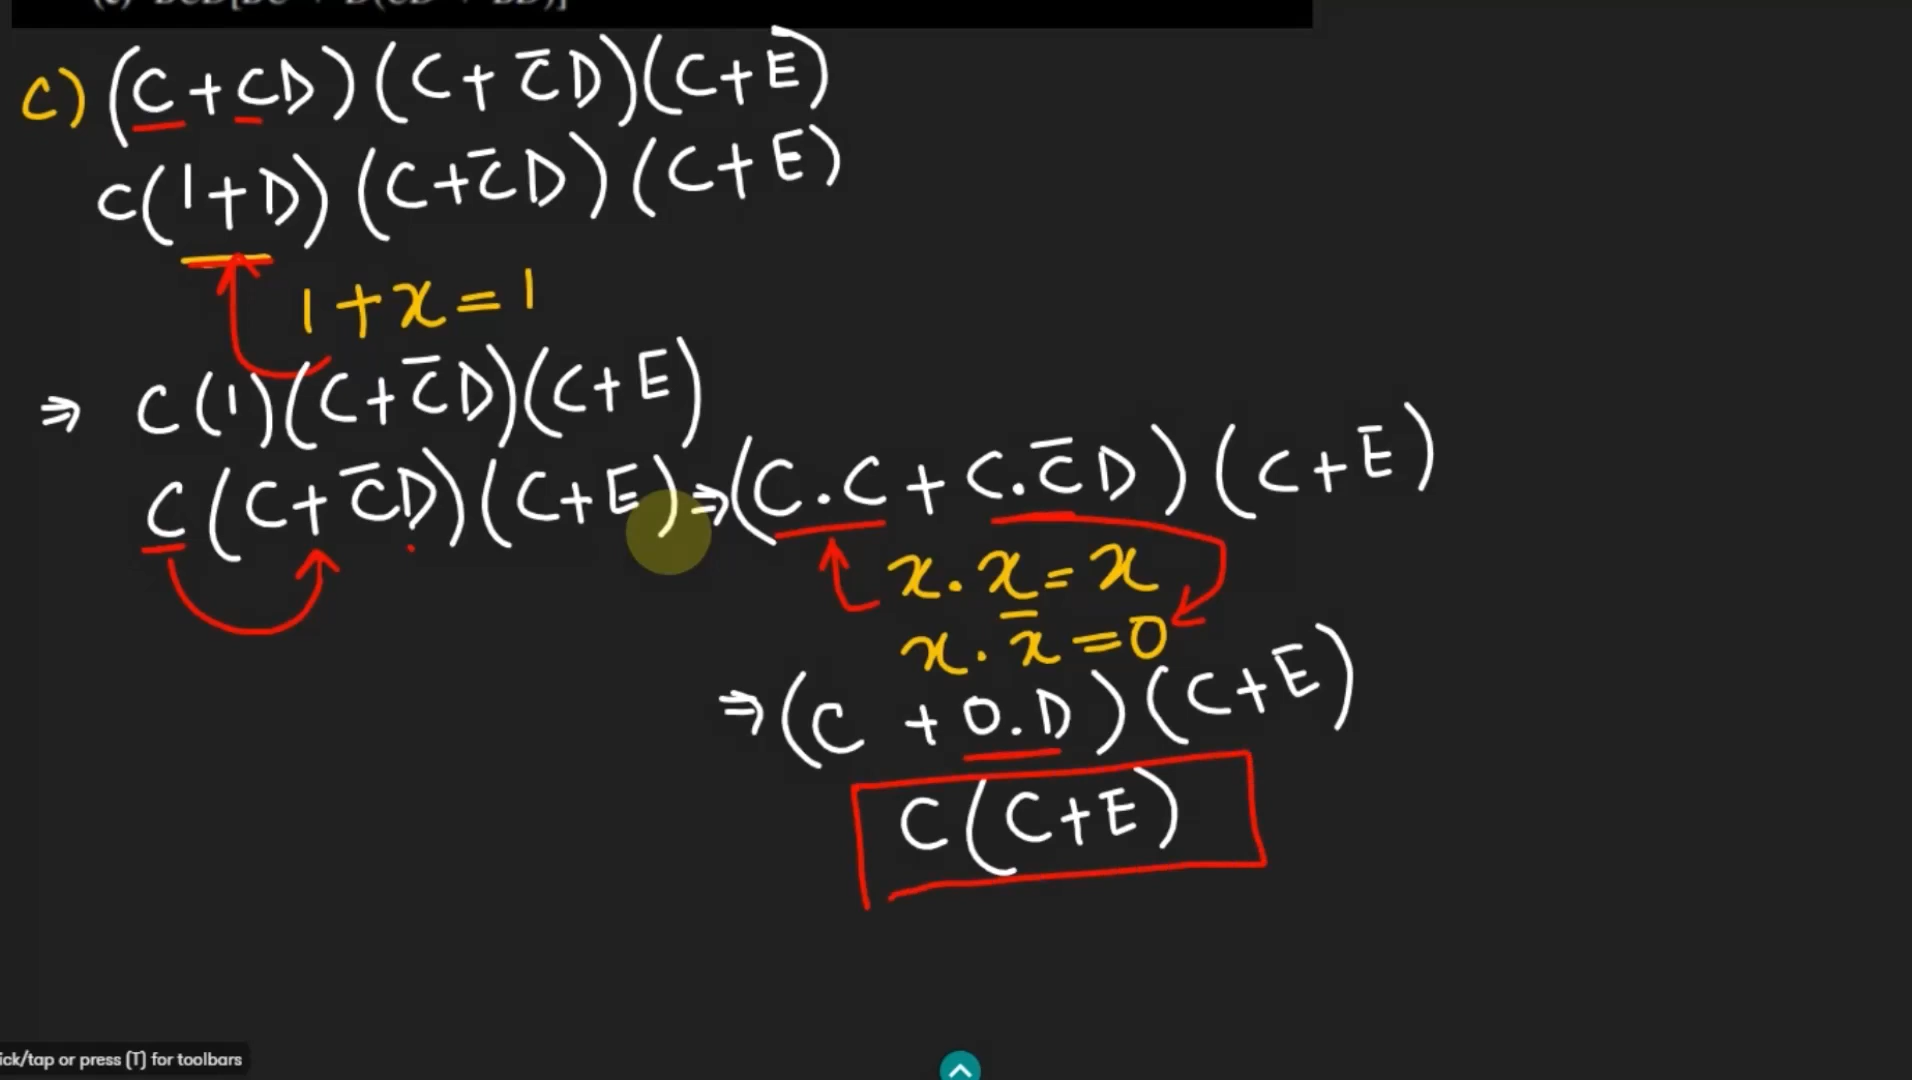 C) (C + CD) (C + C̅D) (C + E)
C(1 + D) (C + C̅D) (C + E)
1 + x = 1
⇒ C(1)(C + C̅D)(C + E)
C(C + C̅D)(C + E) ⇒ (C.C + C.C̅D)(C + E)
x.x = x
x.x̅ = 0
⇒ (C + 0.D)(C + E)
C(C + E)
ick/tap or press (T) for toolbars